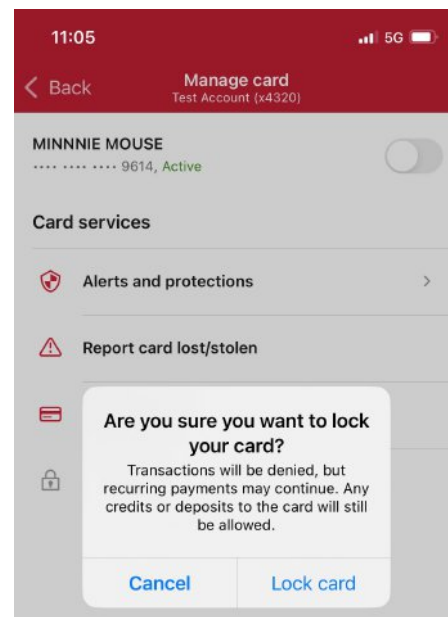 11:05
5G
Back
Manage card
Test Account (x4320)
MINNNIE MOUSE
.... .... .... 9614, Active
Card services
Alerts and protections
Report card lost/stolen
Are you sure you want to lock
your card?
Transactions will be denied, but
recurring payments may continue. Any
credits or deposits to the card will still
be allowed.
Cancel
Lock card